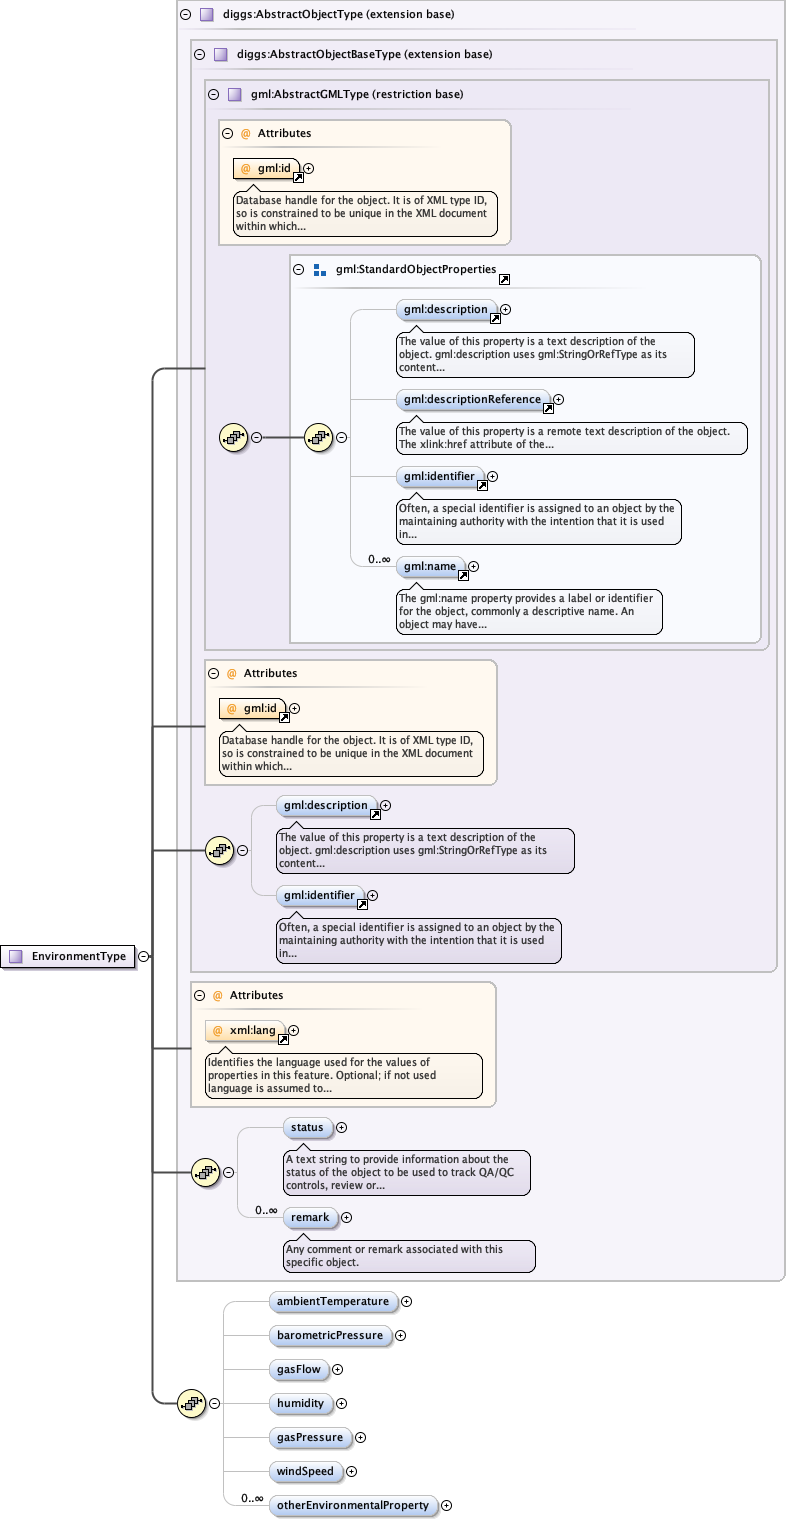 diggs:AbstractObjectType (extension base)
diggs:AbstractObjectBaseType (extension base)
gml:AbstractGMLType (restriction base)
@ Attributes
@ gml:id
Database handle for the object. It is of XML type ID,
so is constrained to be unique in the XML document
within which...
gml:StandardObjectProperties
gml:description
The value of this property is a text description of the
object. gml:description uses gml:StringOrRefType as its
content...
gml:descriptionReference
The value of this property is a remote text description of the object.
The xlink:href attribute of the...
gml:identifier
Often, a special identifier is assigned to an object by the
maintaining authority with the intention that it is used
in...
0..∞
gml:name
The gml:name property provides a label or identifier
for the object, commonly a descriptive name. An
object may have...
@ Attributes
@ gml:id
Database handle for the object. It is of XML type ID,
so is constrained to be unique in the XML document
within which...
gml:description
The value of this property is a text description of the
object. gml:description uses gml:StringOrRefType as its
content...
gml:identifier
Often, a special identifier is assigned to an object by the
maintaining authority with the intention that it is used
in...
EnvironmentType
@ Attributes
@ xml:lang
Identifies the language used for the values of
properties in this feature. Optional; if not used
language is assumed to...
status
A text string to provide information about the
status of the object to be used to track QA/QC
controls, review or...
0..∞
remark
Any comment or remark associated with this
specific object.
ambientTemperature
barometricPressure
gasFlow
humidity
gasPressure
windSpeed
0..∞
otherEnvironmentalProperty